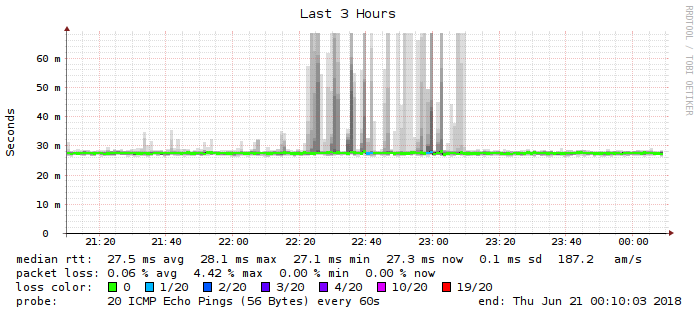 Last 3 Hours
RRDTOOL / TOBI OETIKER
Seconds
60 m
50 m
40 m
30 m
20 m
10 m
0
21:20 21:40 22:00 22:20 22:40 23:00 23:20 23:40 00:00
median rtt: 27.5 ms avg 28.1 ms max 27.1 ms min 27.3 ms now 0.1 ms sd 187.2 am/s
packet loss: 0.06 % avg 4.42 % max 0.00 % min 0.00 % now
loss color: 0 1/20 2/20 3/20 4/20 10/20 19/20
probe: 20 ICMP Echo Pings (56 Bytes) every 60s end: Thu Jun 21 00:10:03 2018